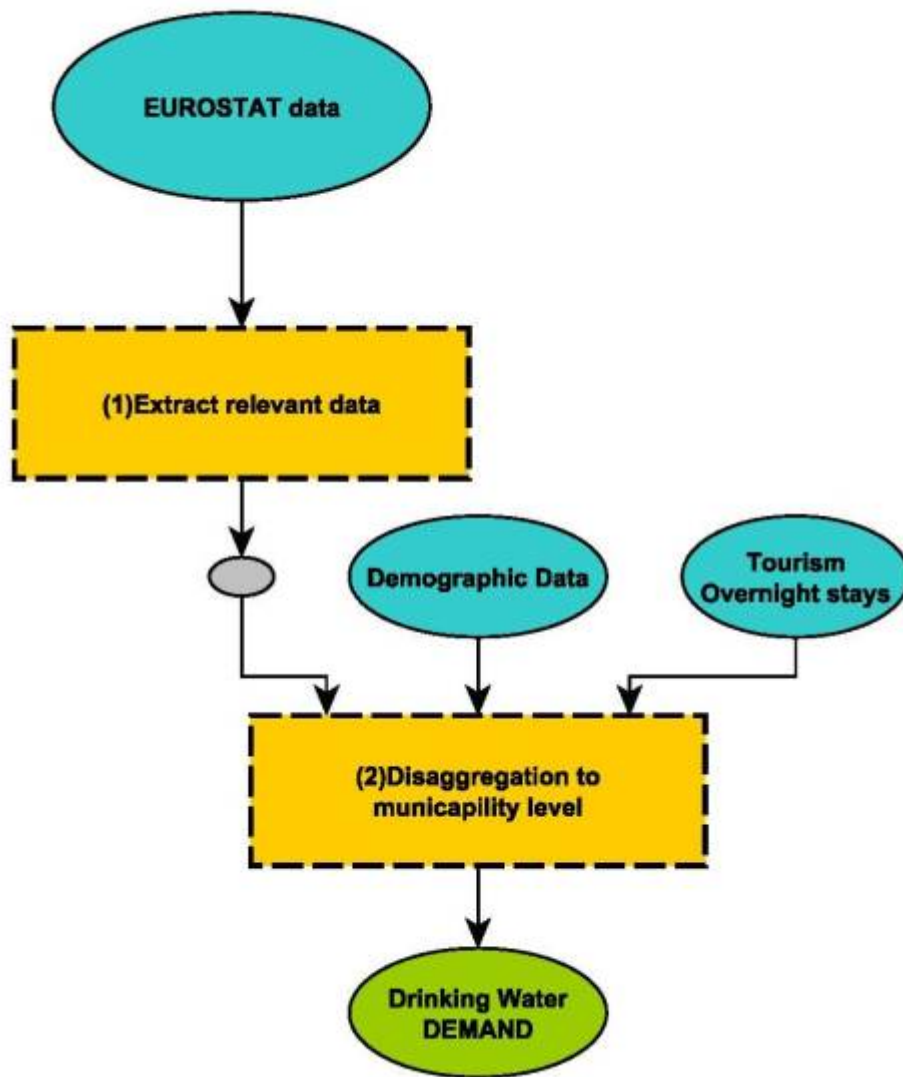 EUROSTAT data
(1)Extract relevant data
Demographic Data
Tourism
Overnight stays
(2)Disaggregation to
municapility level
Drinking Water
DEMAND